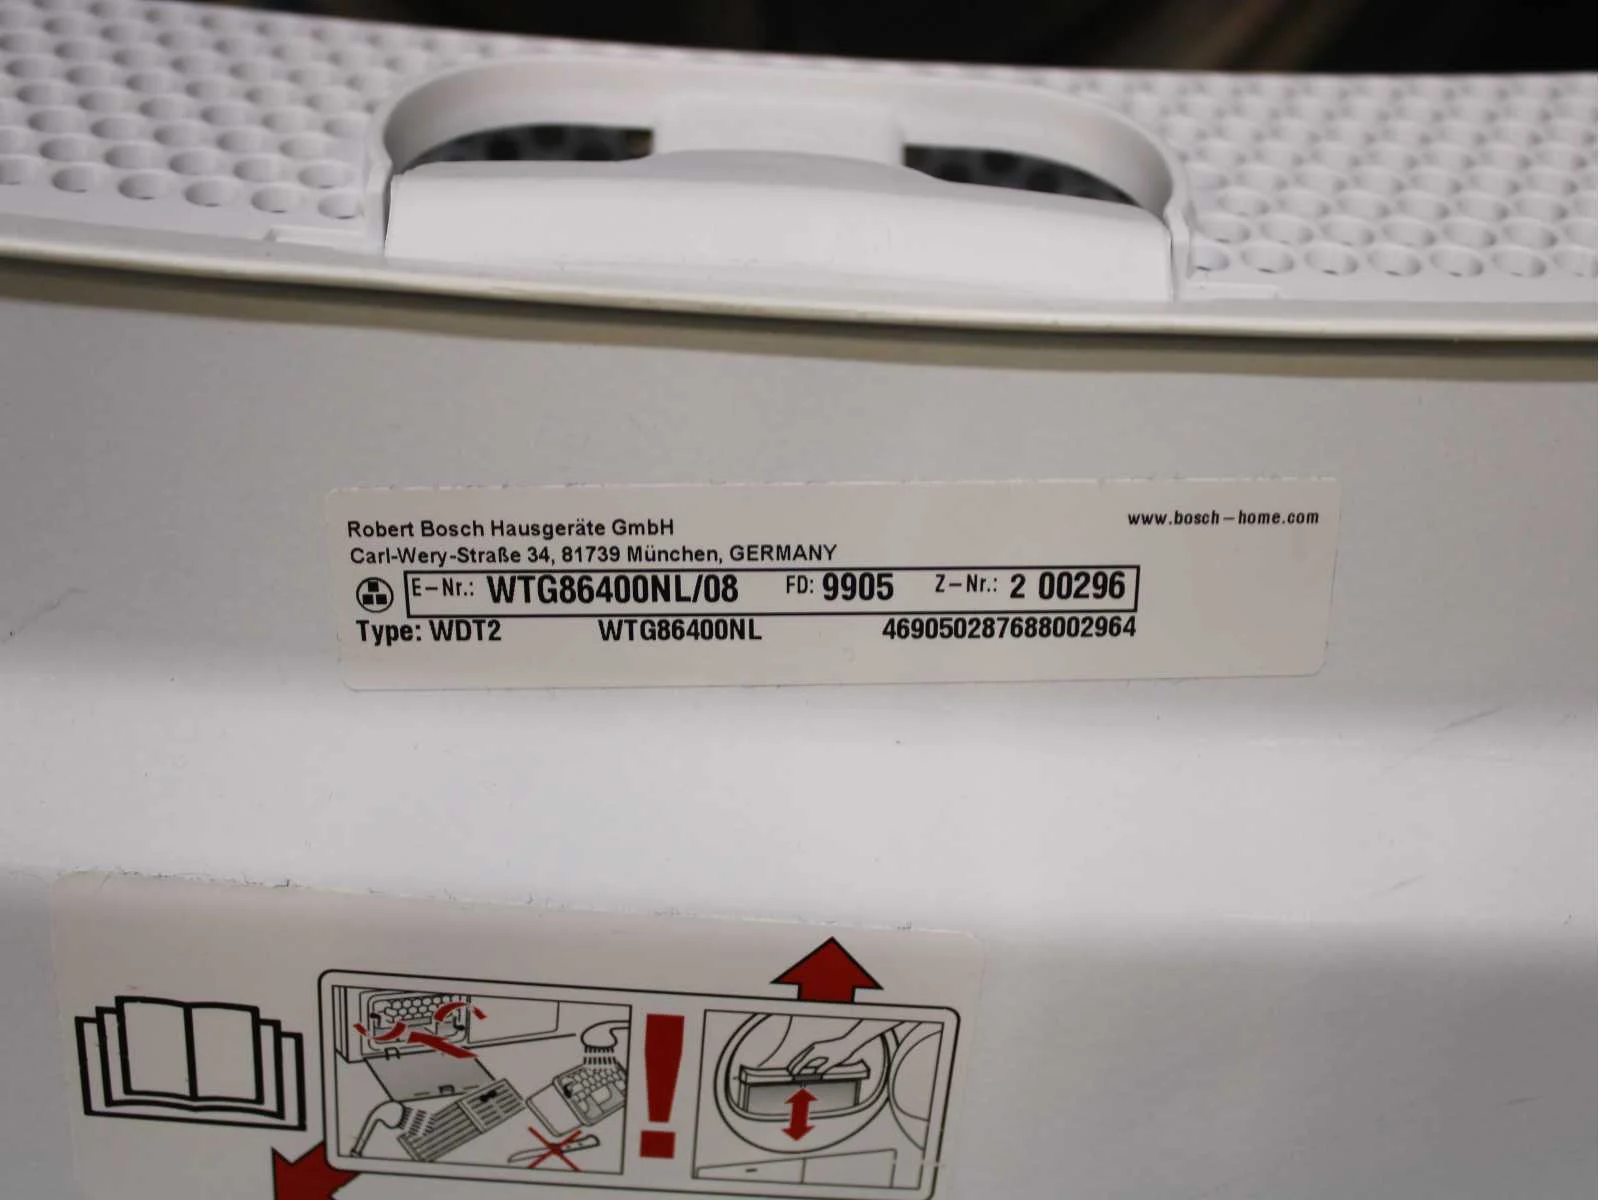 Robert Bosch Hausgeräte GmbH
www.bosch-home.com
Carl-Wery-Straße 34, 81739 München, GERMANY
E-Nr.: WTG86400NL/08 FD: 9905 Z-Nr.: 2 00296
Type: WDT2 WTG86400NL 469050287688002964
!